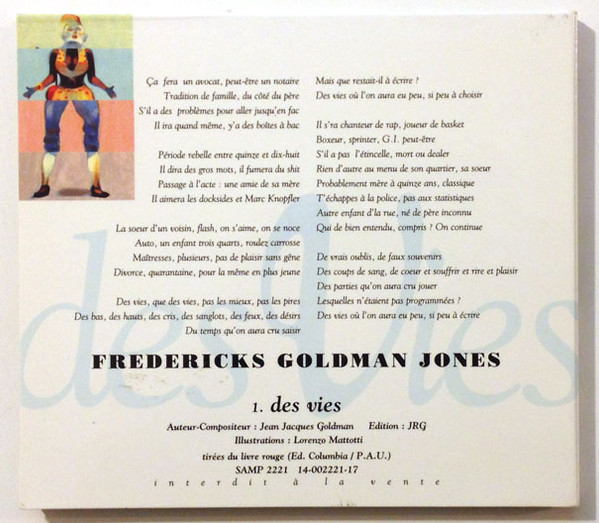 Ça fera un avocat, peut-être un notaire
Tradition de famille, du côté du père
S'il a des problèmes pour aller jusqu'en fac
Il ira quand même, y'a des boîtes à bac
Période rebelle entre quinze et dix-huit
Il dira des gros mots, il fumera du shit
Passage à l'acte : une amie de sa mère
Il aimera les docksides et Marc Knopfler
La soeur d'un voisin, flash, on s'aime, on se noce
Auto, un enfant trois quarts, roulez carrosse
Maîtresses, plusieurs, pas de plaisir sans gêne
Divorce, quarantaine, pour la même en plus jeune
Des vies, que des vies, pas les mieux, pas les pires
Des bas, des hauts, des cris, des sanglots, des feux, des désirs
Du temps qu'on aura cru saisir
Mais que restait-il à écrire ?
Des vies où l'on aura eu peu, si peu à choisir
Il s'ra chanteur de rap, joueur de basket
Boxeur, sprinter, G.I. peut-être
S'il a pas l'étincelle, mort ou dealer
Rien d'autre au menu de son quartier, sa soeur
Probablement mère à quinze ans, classique
T'échappes à la police, pas aux statistiques
Autre enfant d'la rue, né de père inconnu
Qui de bien entendu, compris ? On continue
De vrais oublis, de faux souvenirs
Des coups de sang, de coeur et souffrir et rire et plaisir
Des parties qu'on aura cru jouer
Lesquelles n'étaient pas programmées ?
Des vies où l'on aura eu peu, si peu à écrire
des Vies
FREDERICKS GOLDMAN JONES
1. des vies
Auteur-Compositeur : Jean Jacques Goldman Edition : JRG
Illustrations : Lorenzo Mattotti
tirées du livre rouge (Ed. Columbia / P.A.U.)
SAMP 2221 14-002221-17
interdit à la vente